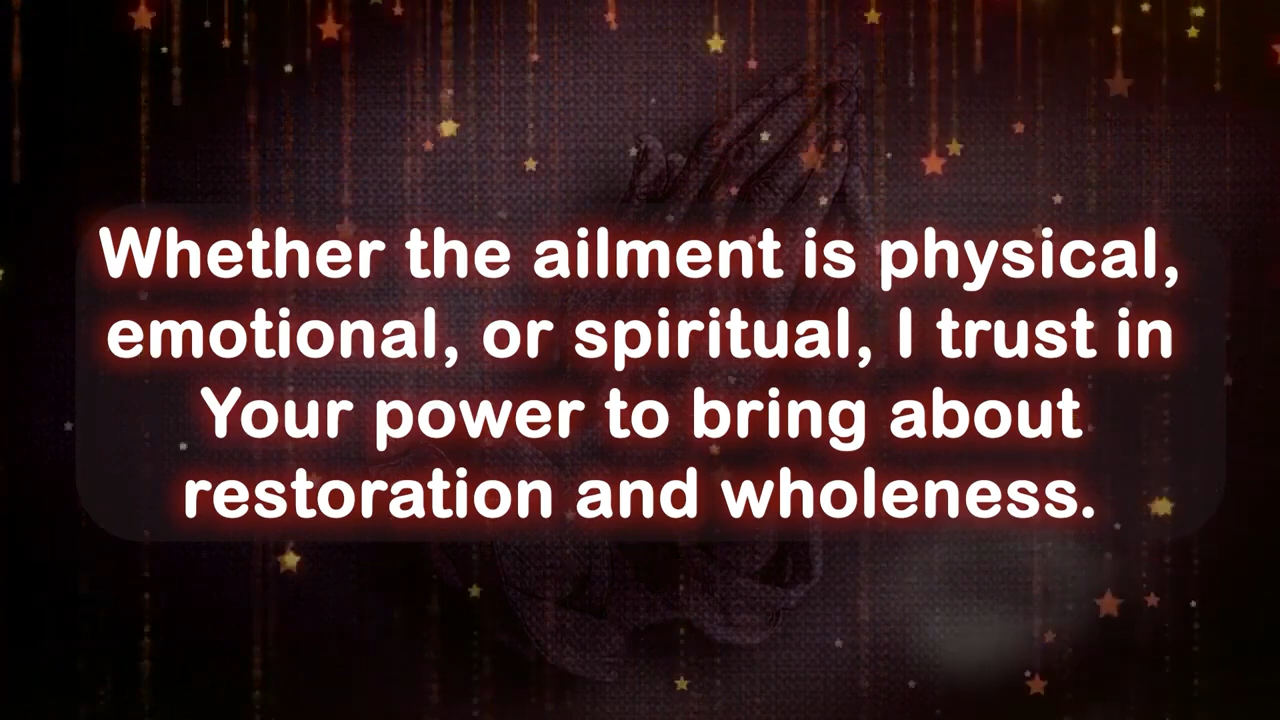 Whether the ailment is physical,
emotional, or spiritual, I trust in
Your power to bring about
restoration and wholeness.